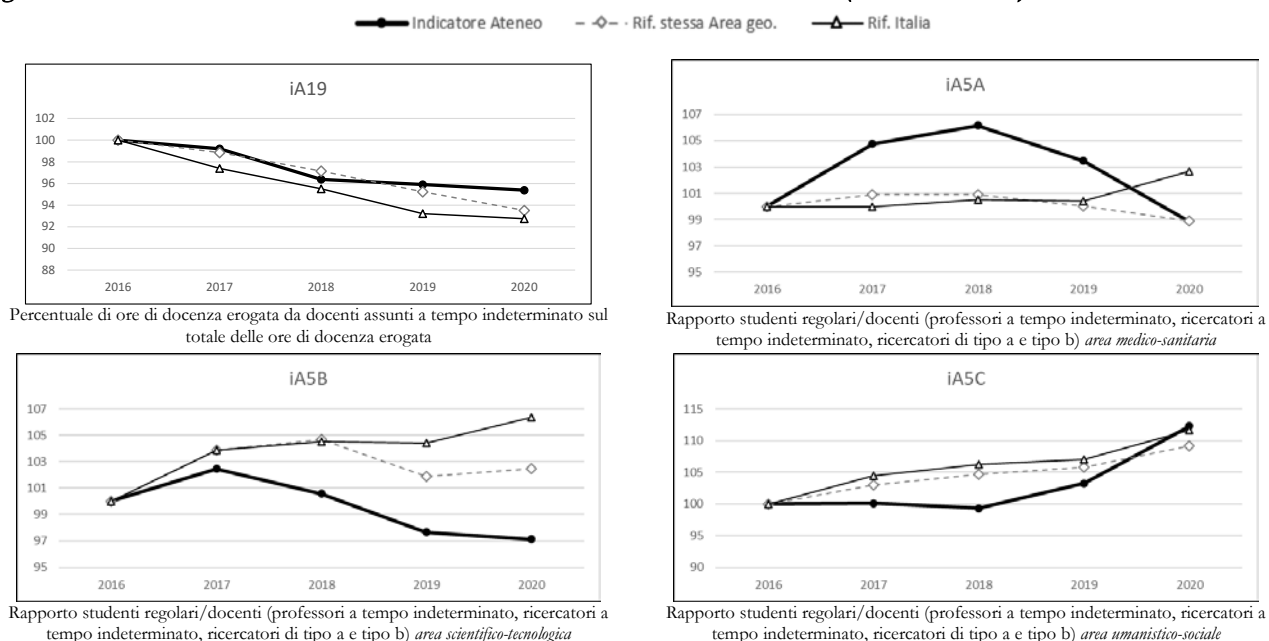 Indicatore Ateneo Rif. stessa Area geo. Rif. Italia
iA19
102
100
98
96
94
92
90
88
2016 2017 2018 2019 2020
Percentuale di ore di docenza erogata da docenti assunti a tempo indeterminato sul
totale delle ore di docenza erogata
iA5A
107
105
103
101
99
97
95
2016 2017 2018 2019 2020
Rapporto studenti regolari/docenti (professori a tempo indeterminato, ricercatori a
tempo indeterminato, ricercatori di tipo a e tipo b) area medico-sanitaria
iA5B
107
105
103
101
99
97
95
2016 2017 2018 2019 2020
Rapporto studenti regolari/docenti (professori a tempo indeterminato, ricercatori a
tempo indeterminato, ricercatori di tipo a e tipo b) area scientifico-tecnologica
iA5C
115
110
105
100
95
90
2016 2017 2018 2019 2020
Rapporto studenti regolari/docenti (professori a tempo indeterminato, ricercatori a
tempo indeterminato, ricercatori di tipo a e tipo b) area umanistico-sociale